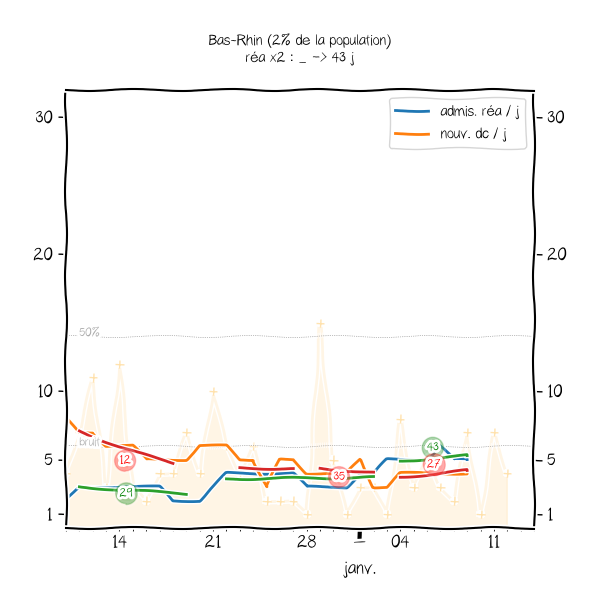 Bas-Rhin (2% de la population)
réa x2 : _ -> 43 j
admis. réa / j
nouv. dc / j
30 30
20 20
50%
10 10
bruit
5 5
12
29
35
43
27
1 1
14 21 28 _ 04 11
janv.